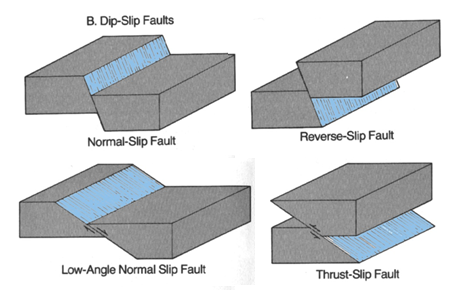 B. Dip-Slip Faults
Normal-Slip Fault
Reverse-Slip Fault
Low-Angle Normal Slip Fault
Thrust-Slip Fault